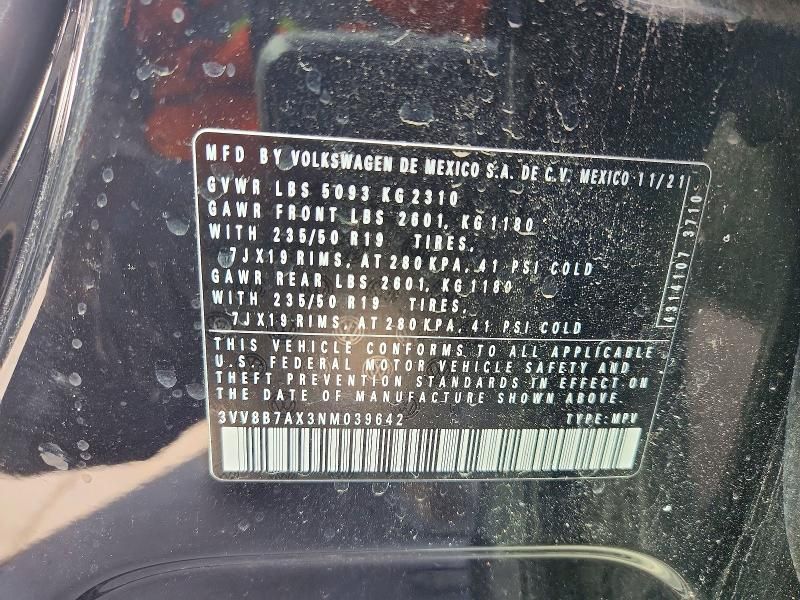 MFD BY VOLKSWAGEN DE MEXICO S.A. DE C.V. MEXICO 11/21
GVWR LBS 5093 KG 2310
GAWR FRONT LBS 2601, KG 1180
WITH 235/50 R19 TIRES,
7JX19 RIMS, AT 280 KPA, 41 PSI COLD
GAWR REAR LBS 2601, KG 1180
WITH 235/50 R19 TIRES,
7JX19 RIMS, AT 280 KPA, 41 PSI COLD
4314107 3710
THIS VEHICLE CONFORMS TO ALL APPLICABLE
U.S. FEDERAL MOTOR VEHICLE SAFETY AND
THEFT PREVENTION STANDARDS IN EFFECT ON
THE DATE OF MANUFACTURE SHOWN ABOVE.
3VV8B7AX3NM039642 TYPE: MPV